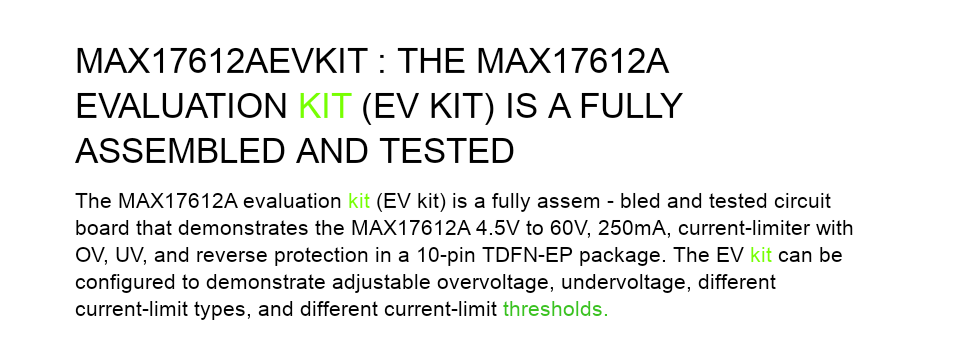 MAX17612AEVKIT : THE MAX17612A
EVALUATION KIT (EV KIT) IS A FULLY
ASSEMBLED AND TESTED
The MAX17612A evaluation kit (EV kit) is a fully assem - bled and tested circuit
board that demonstrates the MAX17612A 4.5V to 60V, 250mA, current-limiter with
OV, UV, and reverse protection in a 10-pin TDFN-EP package. The EV kit can be
configured to demonstrate adjustable overvoltage, undervoltage, different
current-limit types, and different current-limit thresholds.